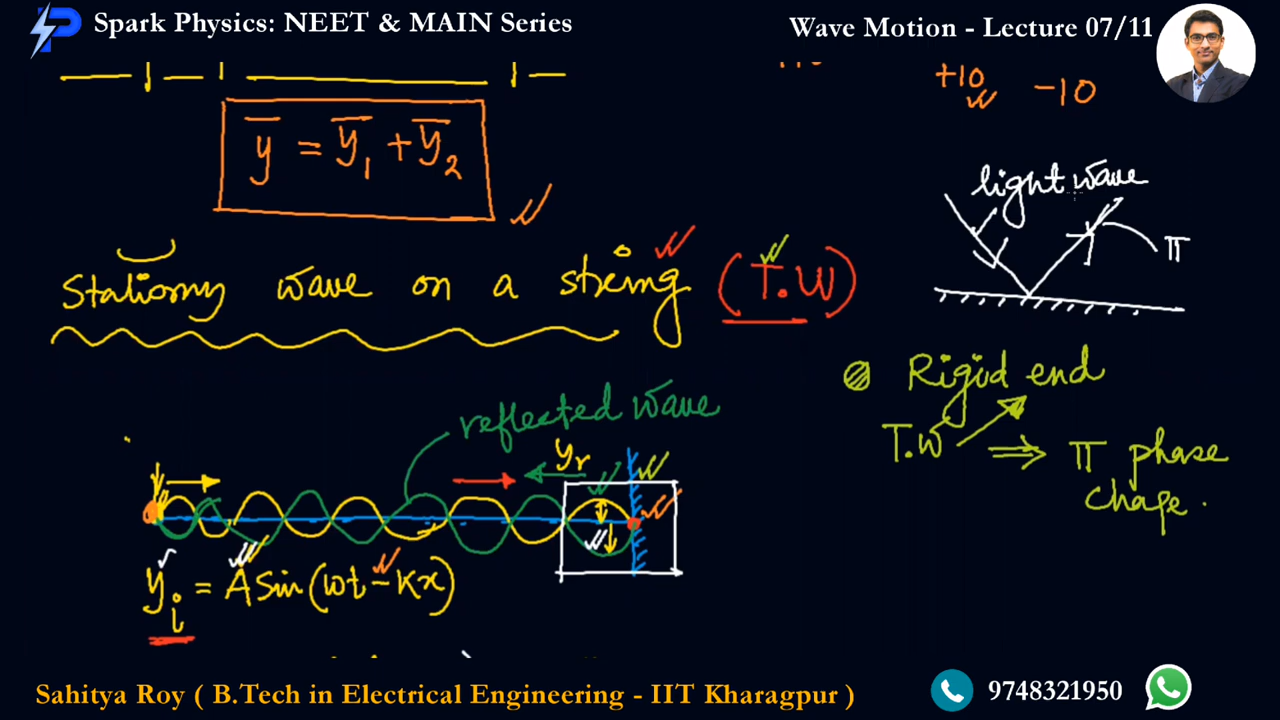 Spark Physics: NEET & MAIN Series
Wave Motion - Lecture 07/11
+10 -10
y = y₁ + y₂
light wave
π
Stationry wave on a string (T.W)
Rigid end
T.W ⇒ π phase
chage.
reflected wave
yr
yi = A Sin (wt - Kx)
Sahitya Roy ( B.Tech in Electrical Engineering - IIT Kharagpur )
9748321950